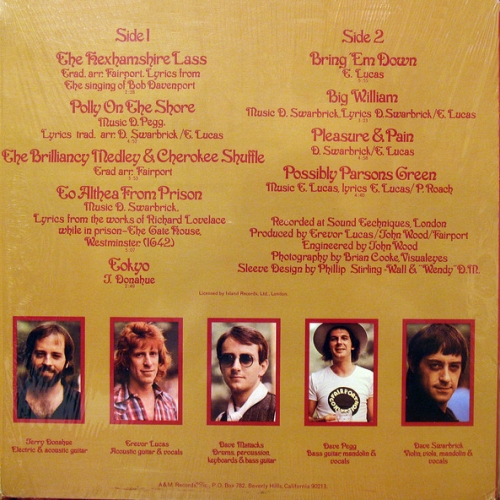 Side 1
The Hexhamshire Lass
Trad. arr. Fairport. Lyrics from
The singing of Bob Davenport
Polly On The Shore
Music D. Pegg.
Lyrics trad. arr. D. Swarbrick/T. Lucas
The Brilliancy Medley & Cherokee Shuffle
Trad arr. Fairport
To Althea From Prison
Music D. Swarbrick.
Lyrics from the works of Richard Lovelace
while in prison-The Gate House,
Westminster (1642)
Tokyo
J. Donahue
Side 2
Bring 'Em Down
T. Lucas
Big William
Music D. Swarbrick, Lyrics D. Swarbrick/T. Lucas
Pleasure & Pain
D. Swarbrick/T. Lucas
Possibly Parsons Green
Music T. Lucas, lyrics T. Lucas/P. Roach
Recorded at Sound Techniques, London
Produced by Trevor Lucas/John Wood/Fairport
Engineered by John Wood
Photography by Brian Cooke, Visualeyes
Sleeve Design by Phillip Stirling-Wall & "Wendy" D.M.
Licensed by Island Records, Ltd., London.
Jerry Donahue
Electric & acoustic guitar
Trevor Lucas
Acoustic guitar & vocals
Dave Mattacks
Drums, percussion,
keyboards & bass guitar
Dave Pegg
Bass guitar, mandolin &
vocals
Dave Swarbrick
Violin, viola, mandolin &
vocals
A&M Records, Inc., P.O. Box 782, Beverly Hills, California 90213.